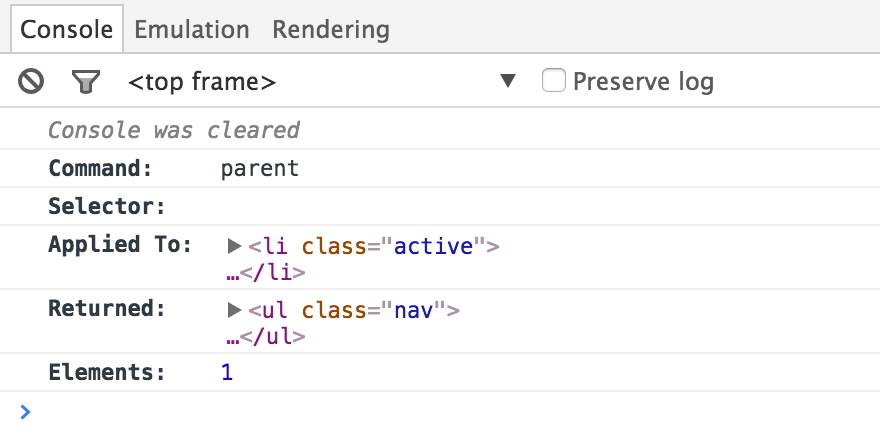 Console Emulation Rendering
<top frame> ▼ Preserve log
Console was cleared
Command: parent
Selector:
Applied To: ▶<li class="active">
…</li>
Returned: ▶<ul class="nav">
…</ul>
Elements: 1
>